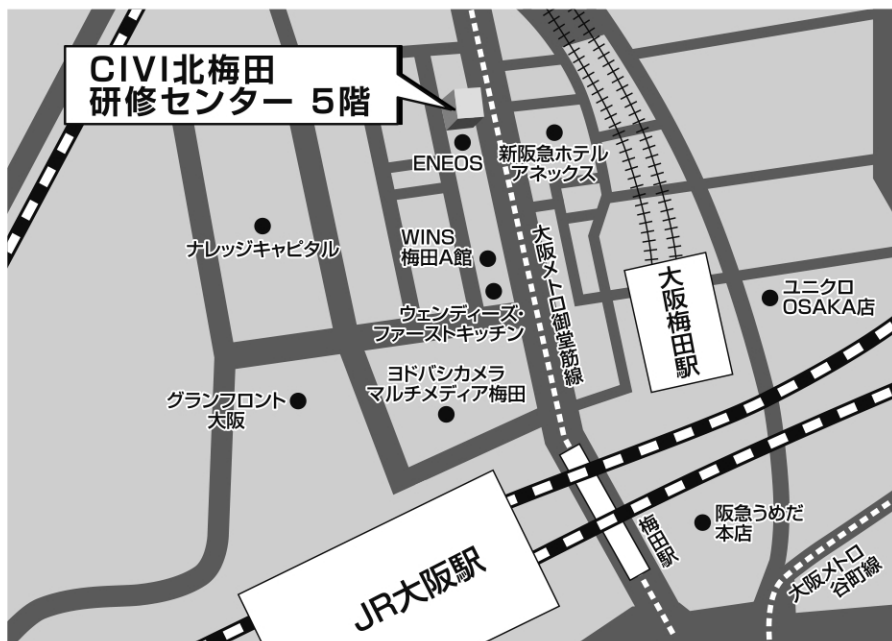 CIVI北梅田
研修センター 5階
ENEOS
新阪急ホテル
アネックス
ナレッジキャピタル
WINS
梅田A館
大阪メトロ御堂筋線
大阪梅田駅
ユニクロ
OSAKA店
ウェンディーズ・
ファーストキッチン
ヨドバシカメラ
マルチメディア梅田
グランフロント
大阪
JR大阪駅
梅田駅
阪急うめだ
本店
大阪メトロ
谷町線